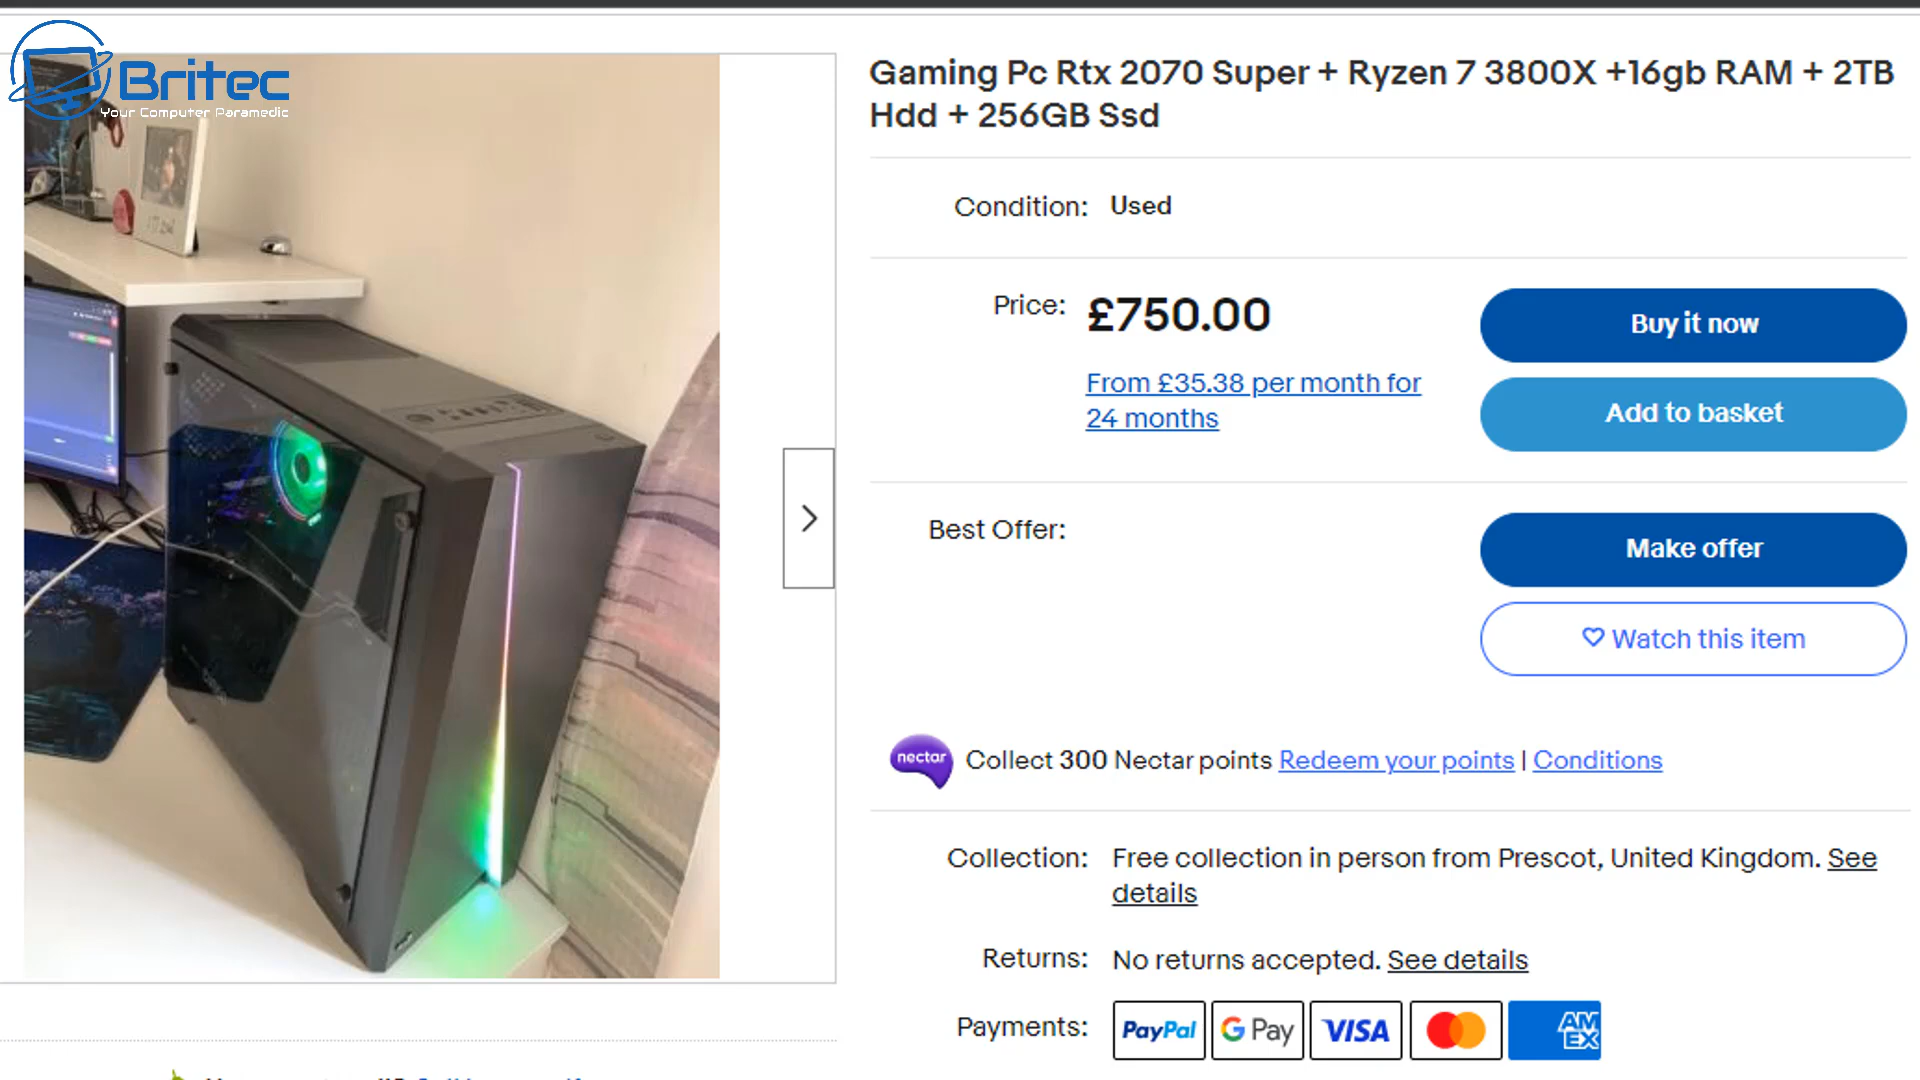 Britec
Your Computer Paramedic
Gaming Pc Rtx 2070 Super + Ryzen 7 3800X +16gb RAM + 2TB
Hdd + 256GB Ssd
Condition: Used
Price: £750.00
Buy it now
From £35.38 per month for
24 months
Add to basket
Best Offer:
Make offer
Watch this item
nectar Collect 300 Nectar points Redeem your points | Conditions
Collection: Free collection in person from Prescot, United Kingdom. See
details
Returns: No returns accepted. See details
Payments: PayPal G Pay VISA AM
EX